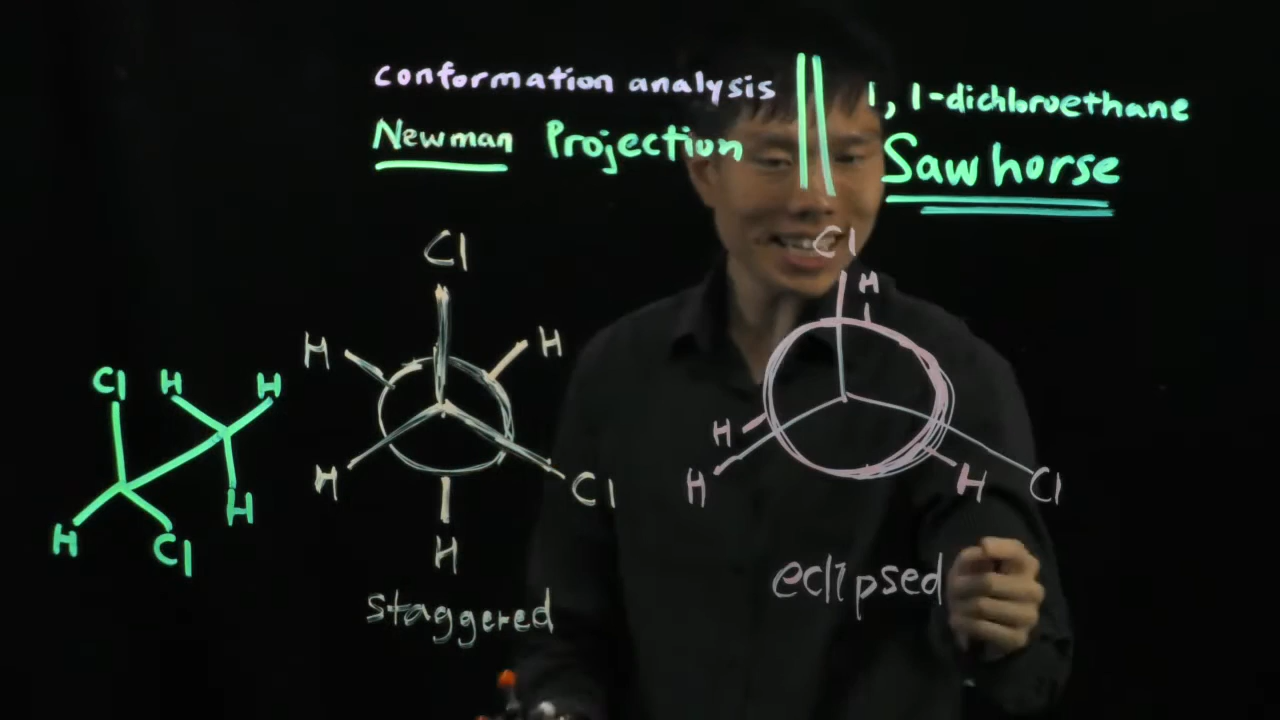 conformation analysis
Newman Projection
1, 1-dichloroethane
Sawhorse
Cl H H
H Cl H
Cl
H H
H Cl
H
staggered
Cl
H
H
H H Cl
eclipsed